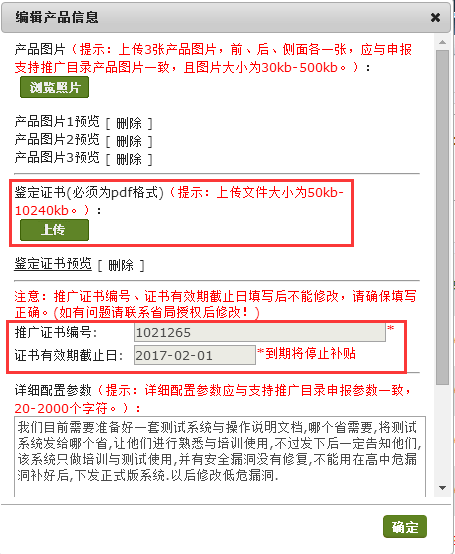 编辑产品信息
产品图片(提示：上传3张产品图片，前、后、侧面各一张，应与申报
支持推广目录产品图片一致，且图片大小为30kb-500kb。)：
浏览照片
产品图片1预览 [ 删除 ]
产品图片2预览 [ 删除 ]
产品图片3预览 [ 删除 ]
鉴定证书(必须为pdf格式)(提示：上传文件大小为50kb-
10240kb。)：
上传
鉴定证书预览 [ 删除 ]
注意：推广证书编号、证书有效期截止日填写后不能修改，请确保填写
正确。(如有问题请联系省局授权后修改！)
推广证书编号： 1021265 *
证书有效期截止日： 2017-02-01 *到期将停止补贴
详细配置参数(提示：详细配置参数应与支持推广目录申报参数一致，
20-2000个字符。)：
我们目前需要准备好一套测试系统与操作说明文档,哪个省需要,将测试
系统发给哪个省,让他们进行熟悉与培训使用,不过发下后一定告知他们,
该系统只做培训与测试使用,并有安全漏洞没有修复,不能用在高中危漏
洞补好后,下发正式版系统.以后修改低危漏洞.
确定